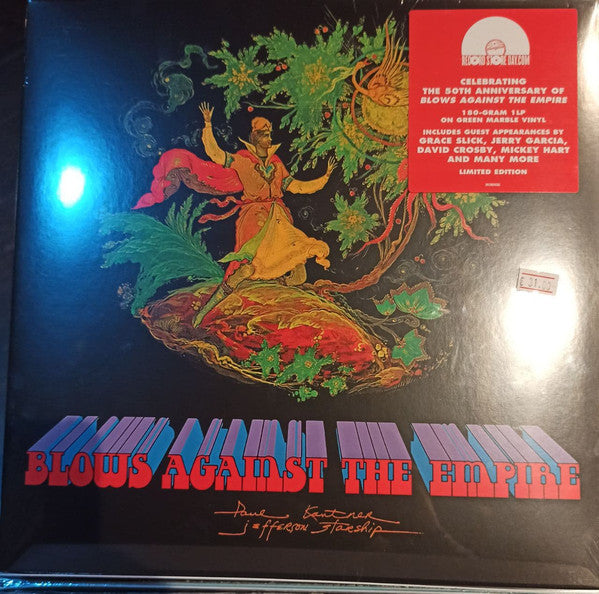 RECORD STORE DAY.COM
CELEBRATING
THE 50TH ANNIVERSARY OF
BLOWS AGAINST THE EMPIRE
180-GRAM 1LP
ON GREEN MARBLE VINYL
INCLUDES GUEST APPEARANCES BY
GRACE SLICK, JERRY GARCIA,
DAVID CROSBY, MICKEY HART
AND MANY MORE
LIMITED EDITION
BLOWS AGAINST THE EMPIRE
Paul Kantner
Jefferson Starship